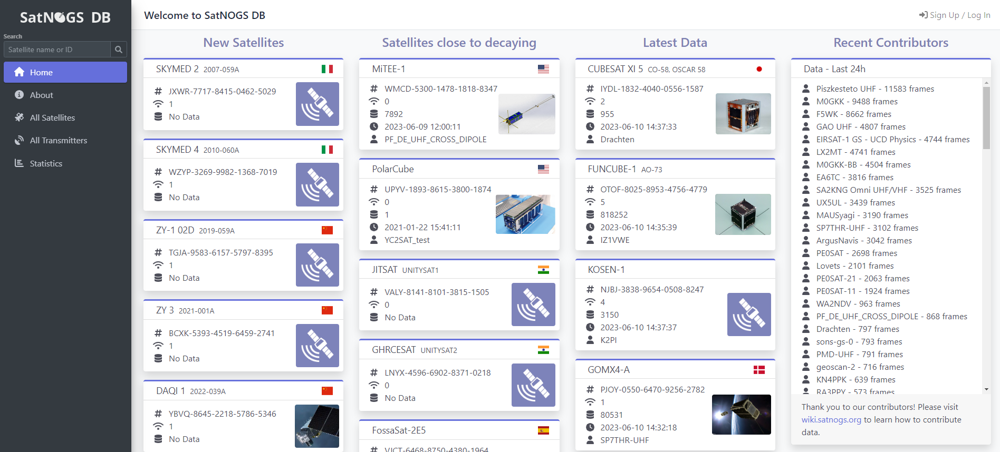 SatNOGS DB
Search
Satellite name or ID
Home
About
All Satellites
All Transmitters
Statistics
Welcome to SatNOGS DB
Sign Up / Log In
New Satellites
SKYMED 2 2007-059A
JXWR-7717-8415-0462-5029
1
No Data
SKYMED 4 2010-060A
WZYP-3269-9982-1368-7019
1
No Data
ZY-1 02D 2019-059A
TGJA-9583-6157-5797-8395
1
No Data
ZY 3 2021-001A
BCXK-5393-4519-6459-2741
1
No Data
DAQI 1 2022-039A
YBVQ-8645-2218-5786-5346
1
No Data
Satellites close to decaying
MiTEE-1
WMCD-5300-1478-1818-8347
0
7892
2023-06-09 12:00:11
PF_DE_UHF_CROSS_DIPOLE
PolarCube
UPYV-1893-8615-3800-1874
0
1
2021-01-22 15:41:11
YC2SAT_test
JITSAT UNITYSAT1
VALY-8141-8101-3815-1505
0
No Data
GHRCESAT UNITYSAT2
LNYX-4596-6902-8371-0218
0
No Data
FossaSat-2E5
VJCT-6468-8750-4380-1964
Latest Data
CUBESAT XI 5 CO-58, OSCAR 58
IYDL-1832-4040-0556-1587
2
955
2023-06-10 14:37:33
Drachten
FUNCUBE-1 AO-73
OTOF-8025-8953-4756-4779
5
818252
2023-06-10 14:35:39
IZ1VWE
KOSEN-1
NJBJ-3838-9654-0508-8247
4
3150
2023-06-10 14:37:37
K2PI
GOMX4-A
PJOY-0550-6470-9256-2782
1
80531
2023-06-10 14:32:18
SP7THR-UHF
Recent Contributors
Data - Last 24h
Piszkesteto UHF - 11583 frames
M0GKK - 9488 frames
F5WK - 8662 frames
GAO UHF - 4807 frames
EIRSAT-1 GS - UCD Physics - 4744 frames
LX2MT - 4741 frames
M0GKK-BB - 4504 frames
EA6TC - 3816 frames
SA2KNG Omni UHF/VHF - 3525 frames
UX5UL - 3439 frames
MAUSyagi - 3190 frames
SP7THR-UHF - 3102 frames
ArgusNavis - 3042 frames
PE0SAT - 2698 frames
Lovets - 2101 frames
PE0SAT-21 - 2063 frames
PE0SAT-11 - 1924 frames
WA2NDV - 963 frames
PF_DE_UHF_CROSS_DIPOLE - 868 frames
Drachten - 797 frames
sons-gs-0 - 793 frames
PMD-UHF - 791 frames
geoscan-2 - 716 frames
KN4PPK - 639 frames
RA3PPY - 573 frames
Thank you to our contributors! Please visit
wiki.satnogs.org to learn how to contribute
data.